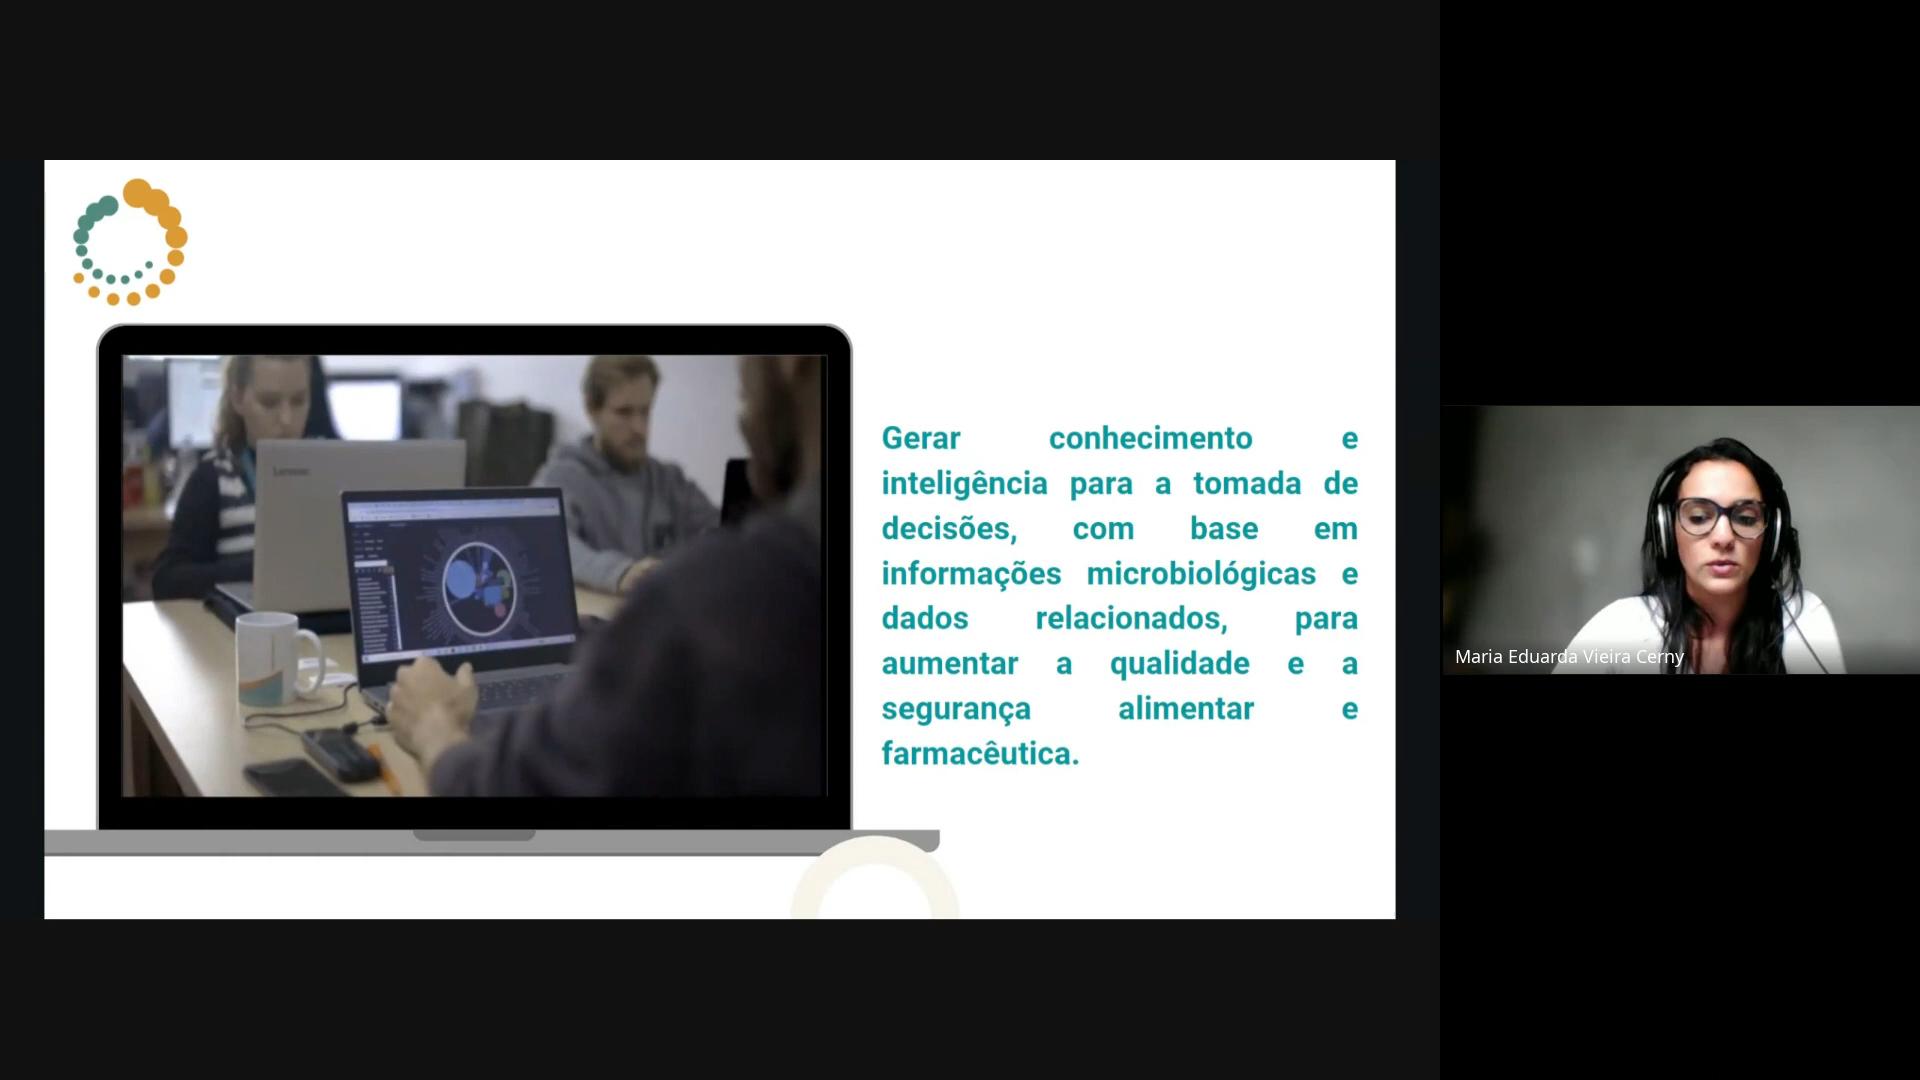 Gerar conhecimento e
inteligência para a tomada de
decisões, com base em
informações microbiológicas e
dados relacionados, para
aumentar a qualidade e a
segurança alimentar e
farmacêutica.
Lenovo
Maria Eduarda Vieira Cerny